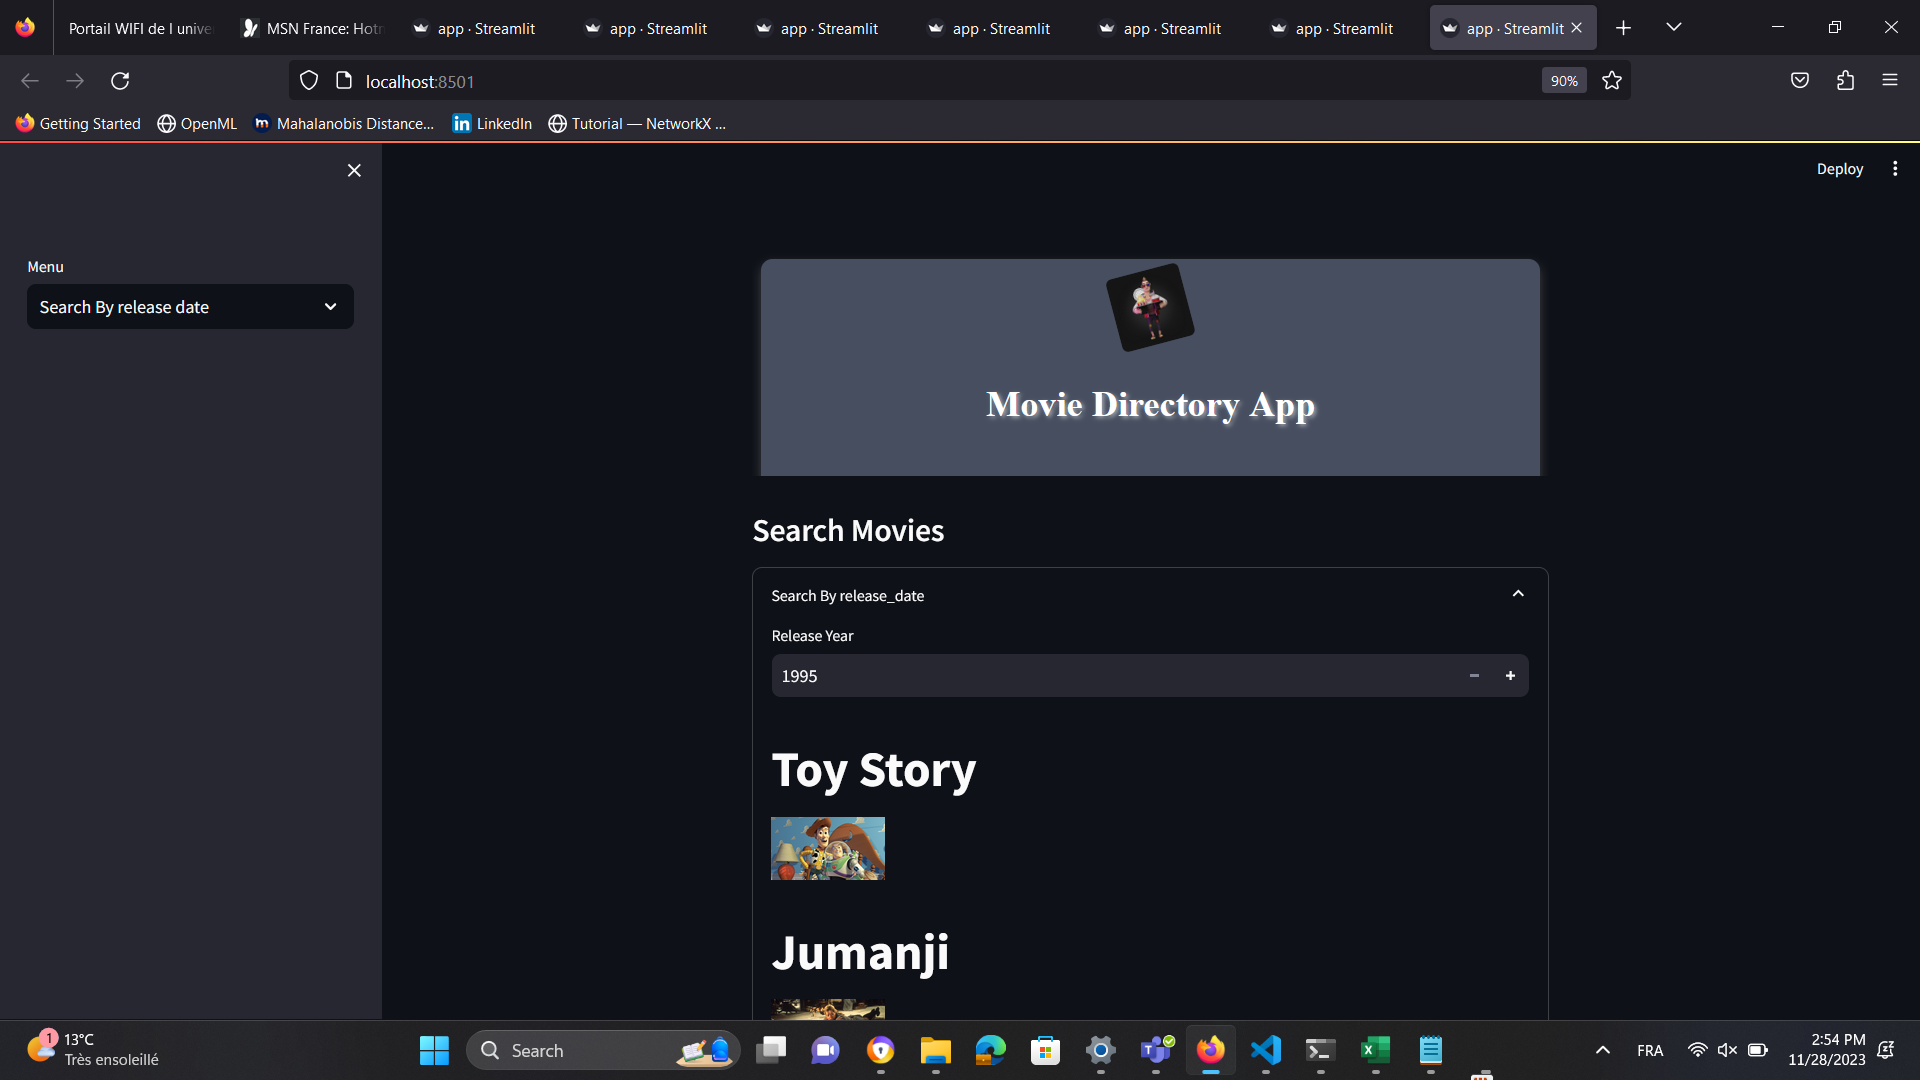 Portail WIFI de l unive
MSN France: Hotn
app · Streamlit
app · Streamlit
app · Streamlit
app · Streamlit
app · Streamlit
app · Streamlit
app · Streamlit
localhost:8501
90%
Getting Started
OpenML
m
Mahalanobis Distance...
in
LinkedIn
Tutorial — NetworkX ...
Deploy
Menu
Search By release date
Movie Directory App
Search Movies
Search By release_date
Release Year
1995
Toy Story
Jumanji
1
13°C
Très ensoleillé
Search
FRA
2:54 PM
11/28/2023